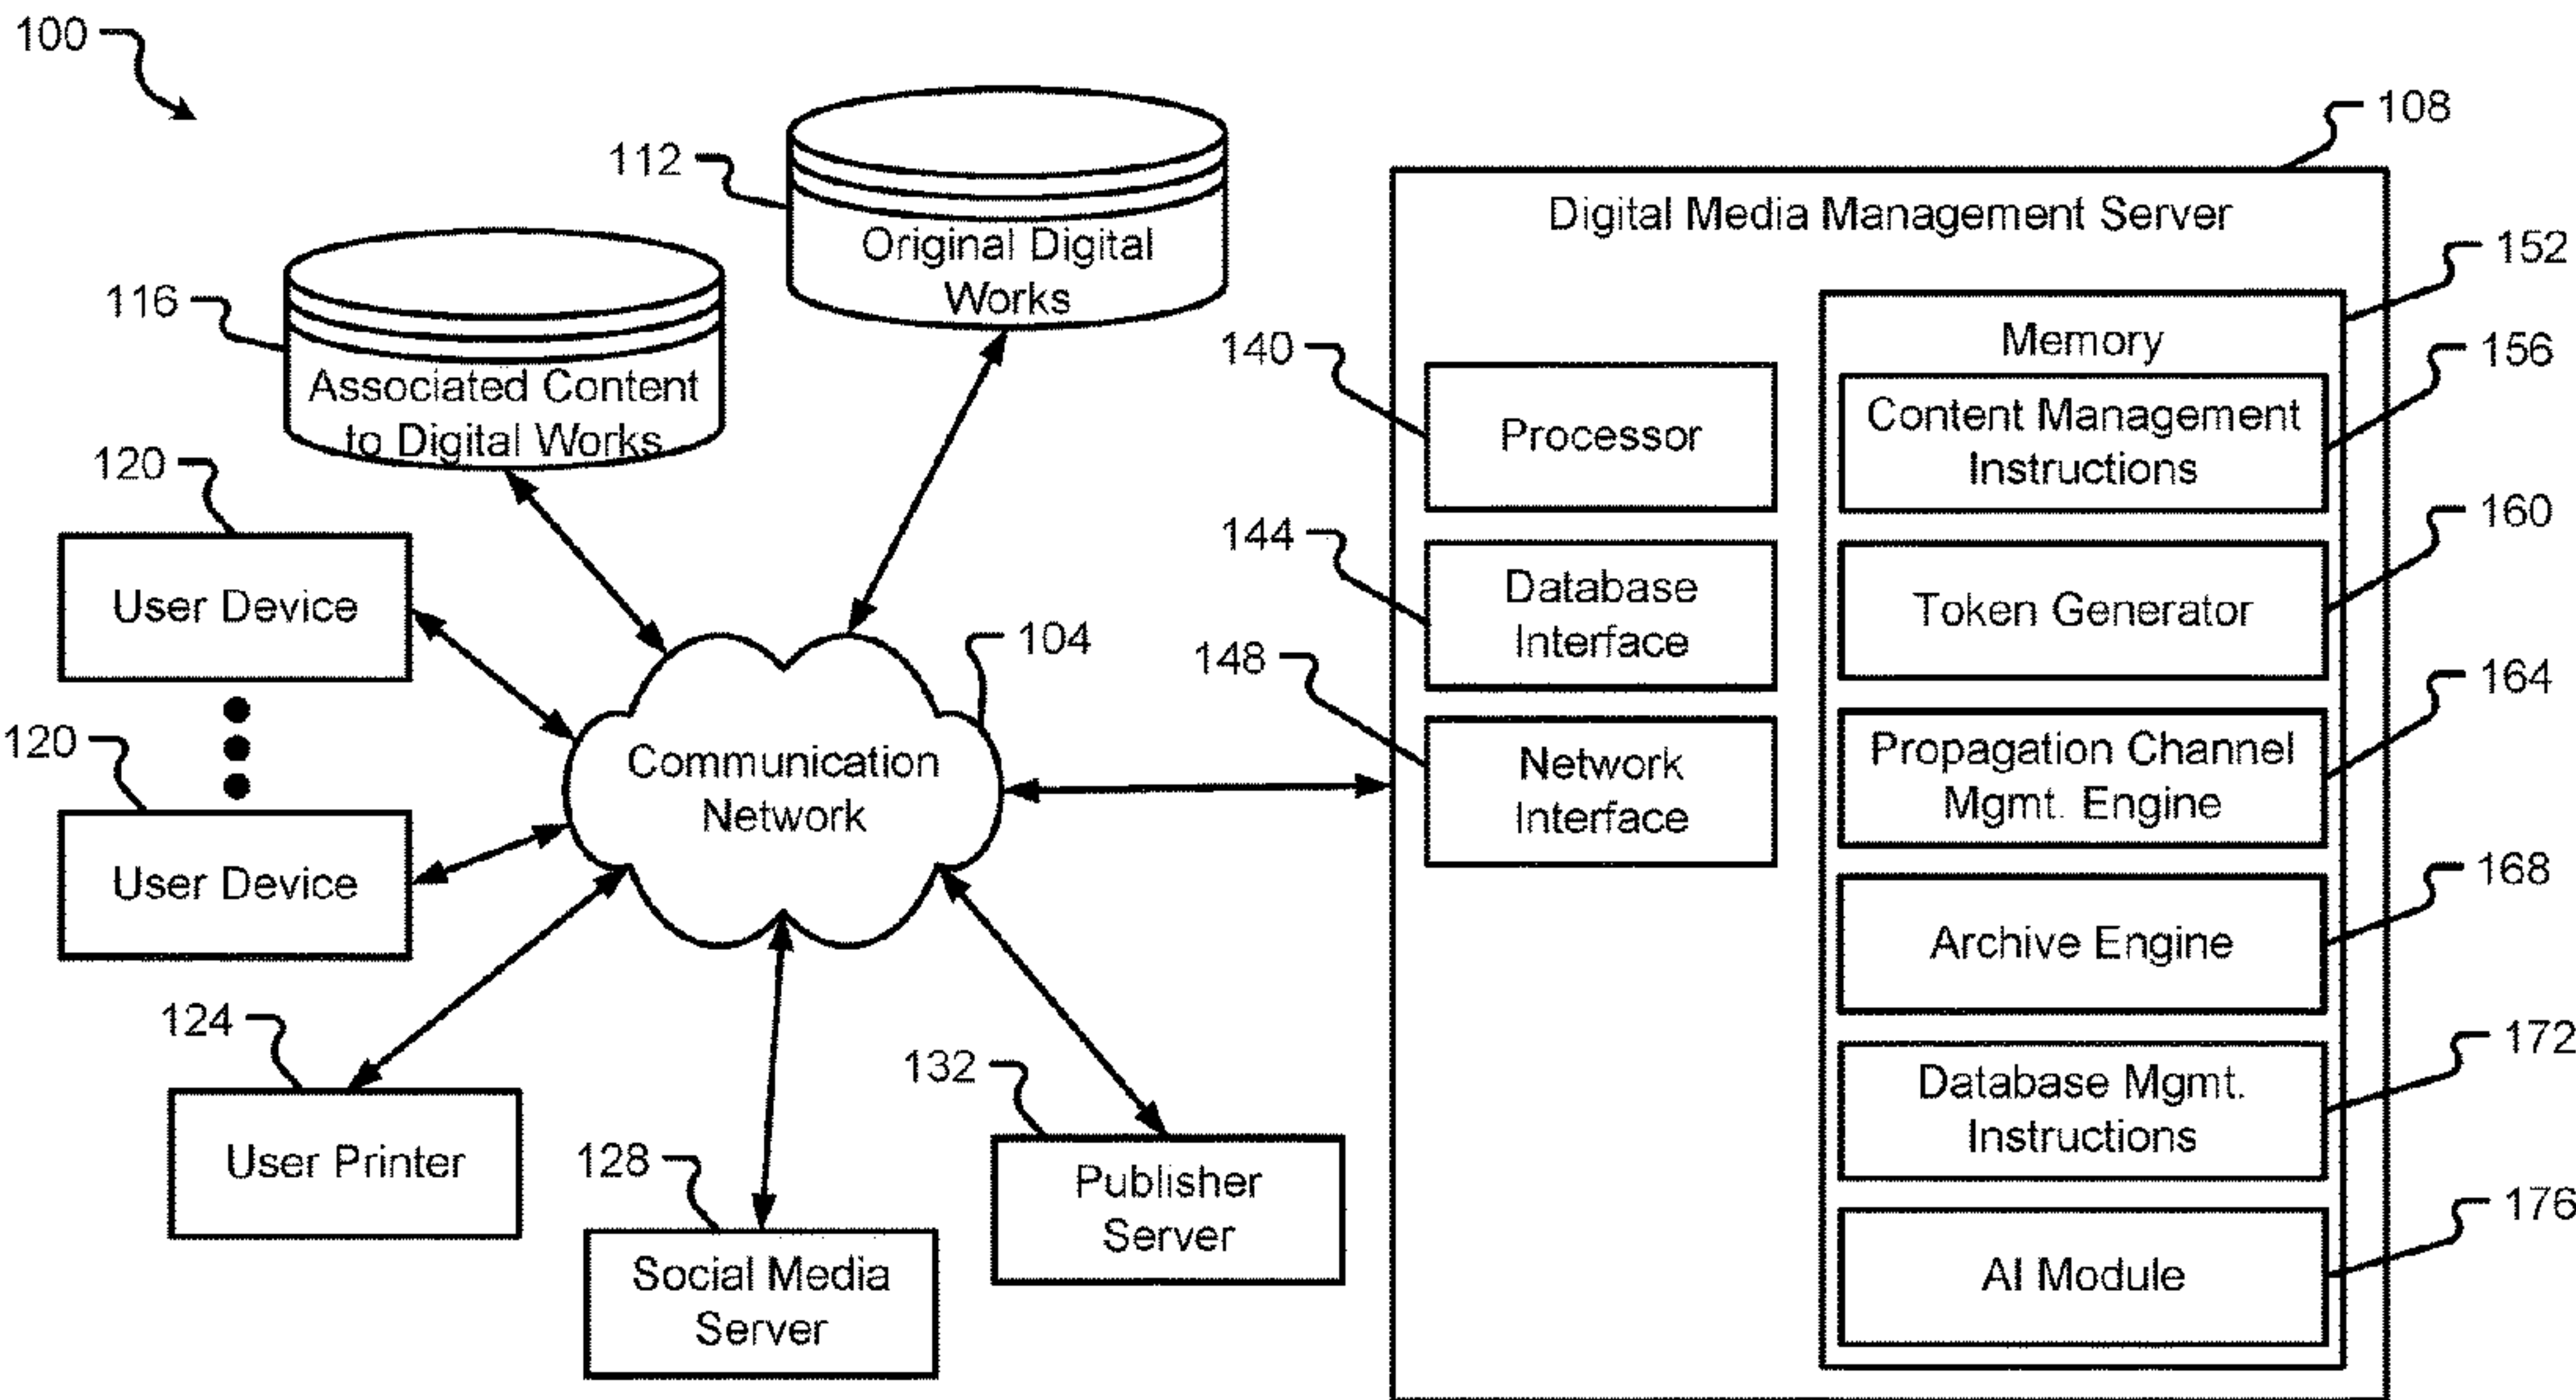 100
108
112
Original Digital
Works
116
Associated Content
to Digital Works
Digital Media Management Server
152
Memory
140
Processor
156
Content Management
Instructions
120
User Device
144
Database
Interface
160
Token Generator
104
Communication
Network
148
Network
Interface
164
Propagation Channel
Mgmt. Engine
120
User Device
168
Archive Engine
124
User Printer
128
Social Media
Server
132
Publisher
Server
172
Database Mgmt.
Instructions
176
AI Module